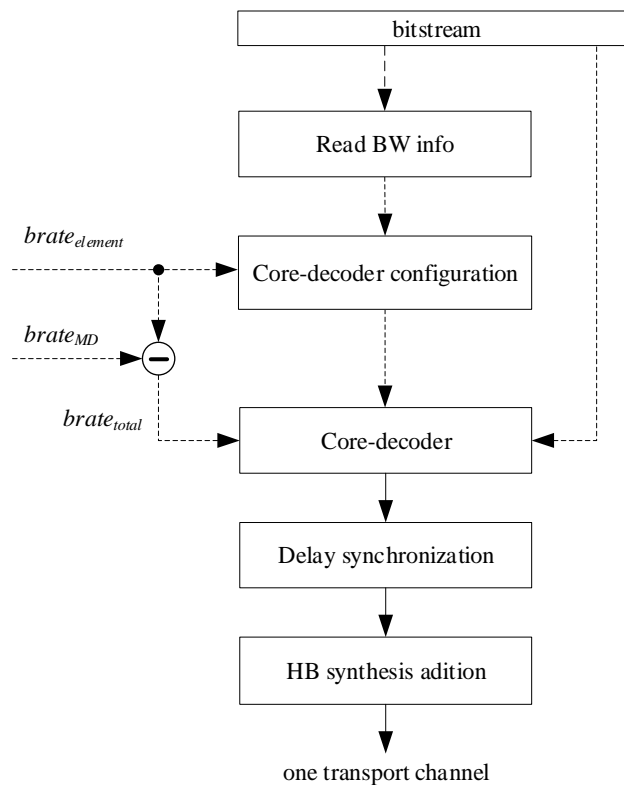 bitstream
Read BW info
brate_element
Core-decoder configuration
brate_MD
brate_total
Core-decoder
Delay synchronization
HB synthesis adition
one transport channel